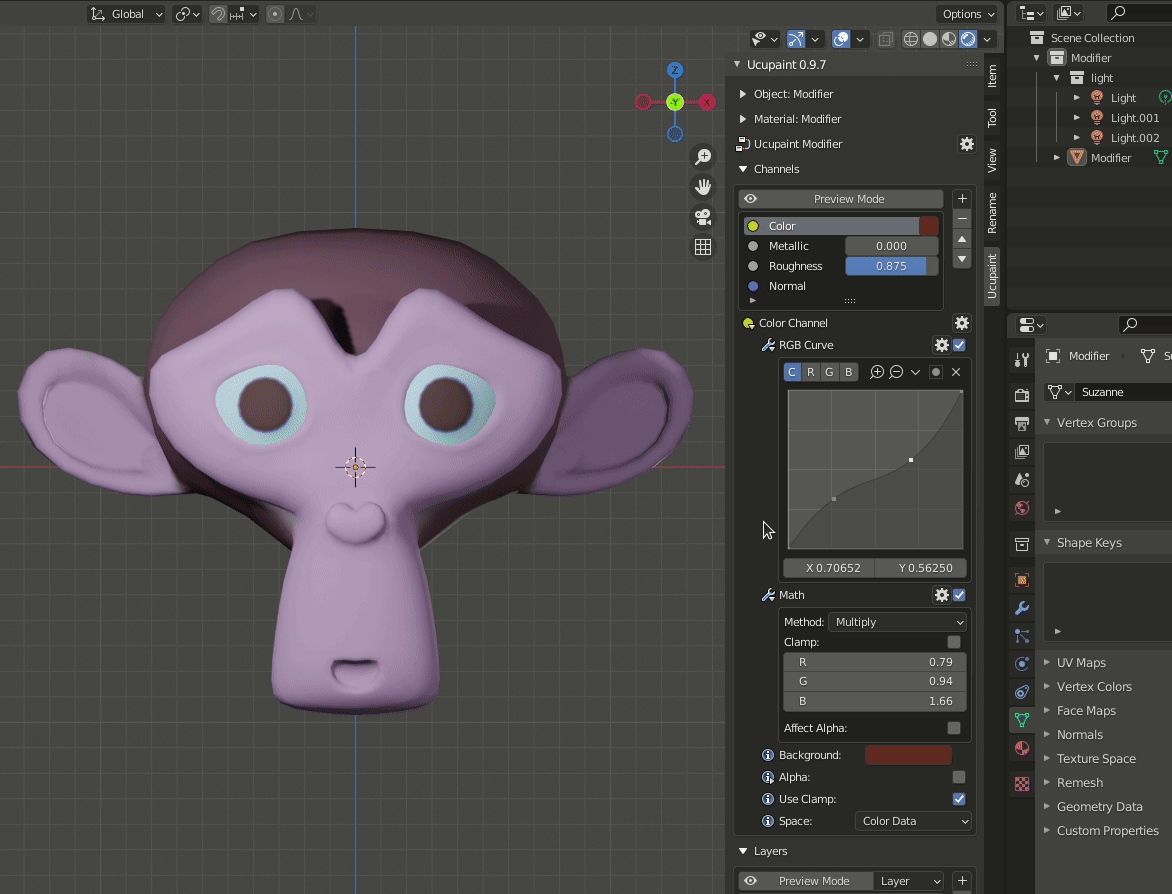 Global
Options
Scene Collection
Modifier
light
Light
Light.001
Light.002
Modifier
Z
-Y
X
Ucupaint 0.9.7
Object: Modifier
Material: Modifier
Ucupaint Modifier
Channels
Preview Mode
Color
Metallic 0.000
Roughness 0.875
Normal
Color Channel
RGB Curve
C R G B
X 0.70652 Y 0.56250
Math
Method: Multiply
Clamp:
R 0.79
G 0.94
B 1.66
Affect Alpha:
Background:
Alpha:
Use Clamp:
Space: Color Data
Layers
Preview Mode Layer
Item
Tool
View
Rename
Ucupaint
Modifier
Suzanne
Vertex Groups
Shape Keys
UV Maps
Vertex Colors
Face Maps
Normals
Texture Space
Remesh
Geometry Data
Custom Properties